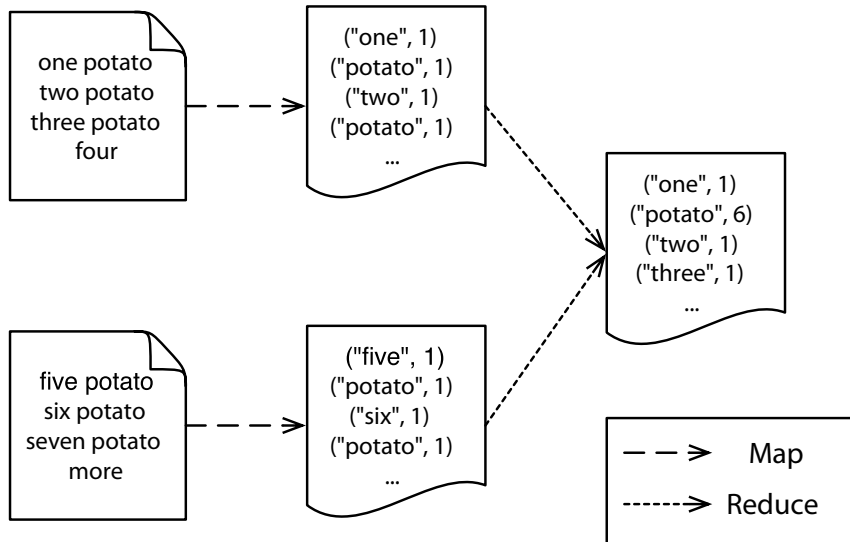 one potato
two potato
three potato
four
("one", 1)
("potato", 1)
("two", 1)
("potato", 1)
...
("one", 1)
("potato", 6)
("two", 1)
("three", 1)
...
five potato
six potato
seven potato
more
("five", 1)
("potato", 1)
("six", 1)
("potato", 1)
...
Map
Reduce